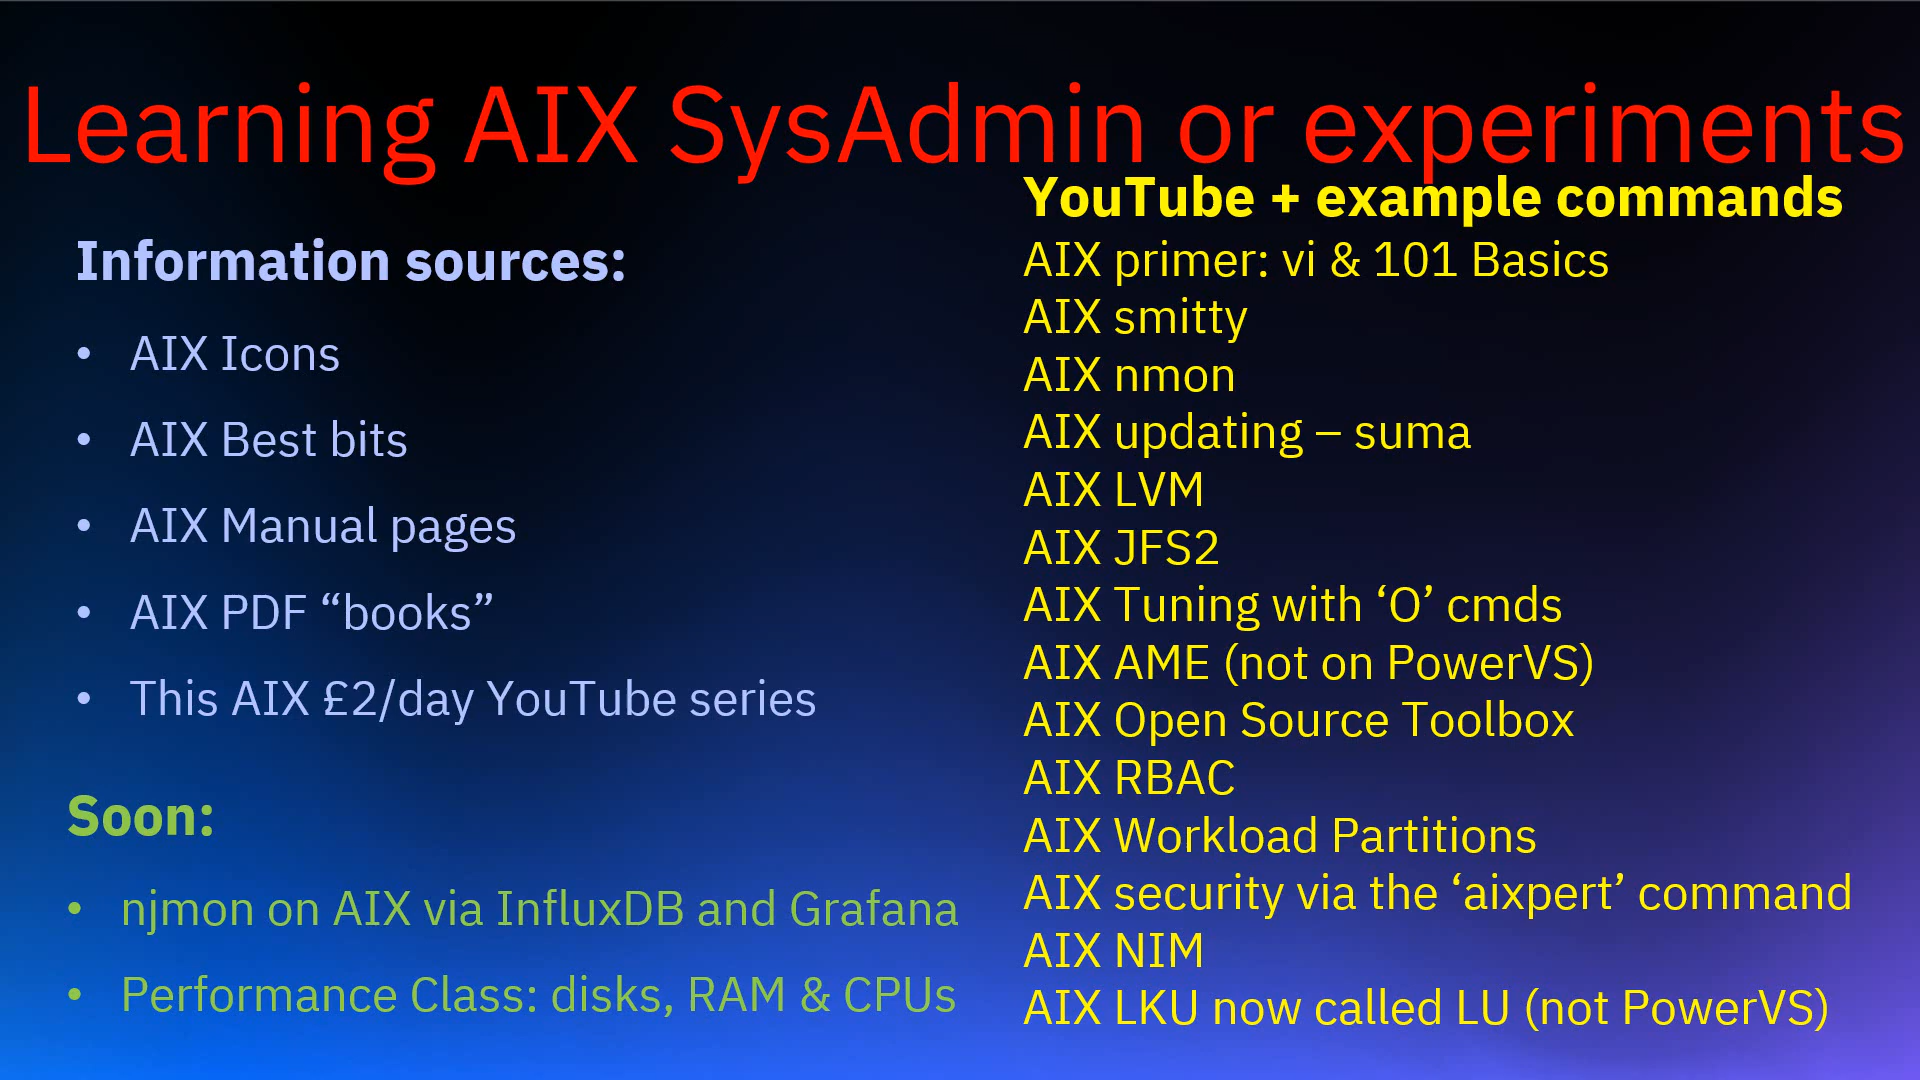 Learning AIX SysAdmin or experiments
Information sources:
• AIX Icons
• AIX Best bits
• AIX Manual pages
• AIX PDF “books”
• This AIX £2/day YouTube series
Soon:
• njmon on AIX via InfluxDB and Grafana
• Performance Class: disks, RAM & CPUs
YouTube + example commands
AIX primer: vi & 101 Basics
AIX smitty
AIX nmon
AIX updating – suma
AIX LVM
AIX JFS2
AIX Tuning with ‘O’ cmds
AIX AME (not on PowerVS)
AIX Open Source Toolbox
AIX RBAC
AIX Workload Partitions
AIX security via the ‘aixpert’ command
AIX NIM
AIX LKU now called LU (not PowerVS)